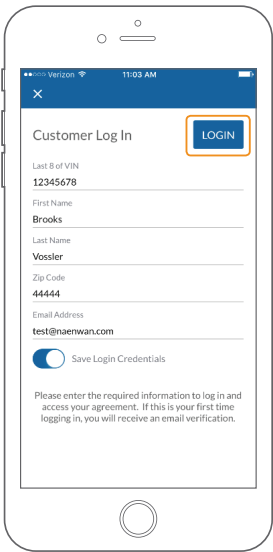 Verizon 11:03 AM
×
Customer Log In
LOGIN
Last 8 of VIN
12345678
First Name
Brooks
Last Name
Vossler
Zip Code
44444
Email Address
test@naenwan.com
Save Login Credentials
Please enter the required information to log in and
access your agreement. If this is your first time
logging in, you will receive an email verification.